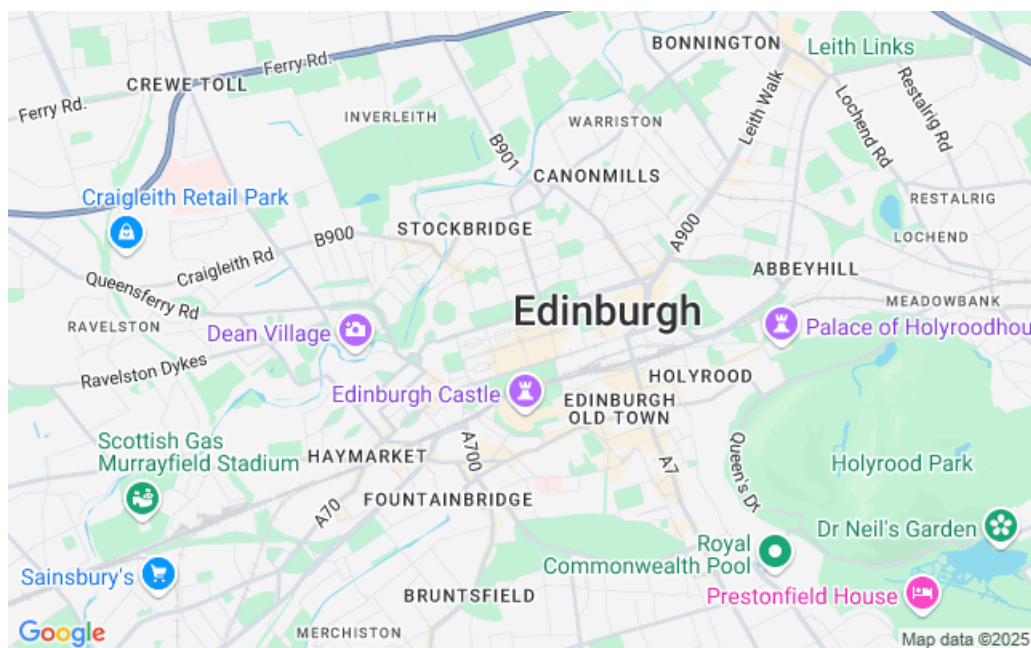 BONNINGTON
Leith Links
Ferry Rd.
CREWE TOLL
Ferry Rd.
INVERLEITH
WARRISTON
Leith Walk
Lochend Rd
Restalrig Rd
B901
CANONMILLS
Craigleith Retail Park
RESTALRIG
STOCKBRIDGE
B900
A900
LOCHEND
Craigleith Rd
ABBEYHILL
Queensferry Rd
MEADOWBANK
RAVELSTON
Dean Village
Edinburgh
Palace of Holyroodhou
Ravelston Dykes
HOLYROOD
Edinburgh Castle
EDINBURGH
OLD TOWN
Scottish Gas
Murrayfield Stadium
HAYMARKET
A700
A7
Queen's Dr
Holyrood Park
FOUNTAINBRIDGE
A70
Dr Neil's Garden
Royal
Commonwealth Pool
Sainsbury's
BRUNTSFIELD
Prestonfield House
MERCHISTON
Google
Map data ©2025